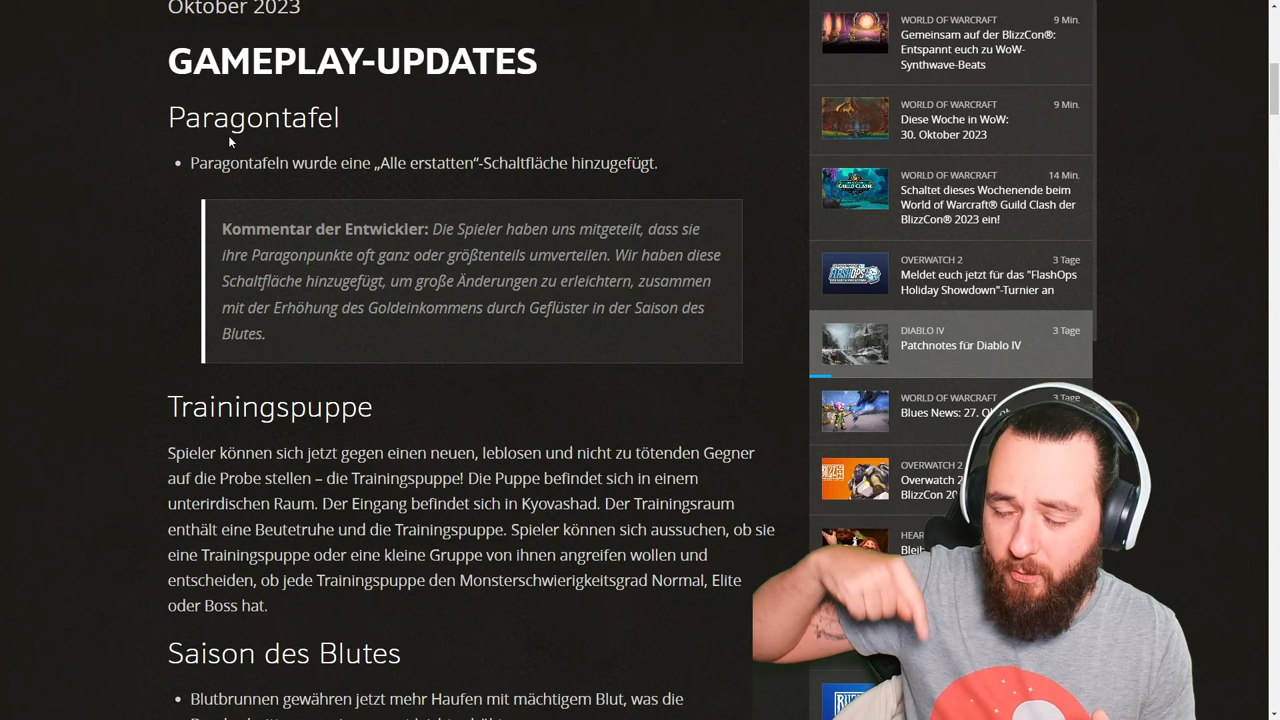 Oktober 2023
GAMEPLAY-UPDATES
Paragontafel
• Paragontafeln wurde eine „Alle erstatten“-Schaltfläche hinzugefügt.
Kommentar der Entwickler: Die Spieler haben uns mitgeteilt, dass sie
ihre Paragonpunkte oft ganz oder größtenteils umverteilen. Wir haben diese
Schaltfläche hinzugefügt, um große Änderungen zu erleichtern, zusammen
mit der Erhöhung des Goldeinkommens durch Geflüster in der Saison des
Blutes.
Trainingspuppe
Spieler können sich jetzt gegen einen neuen, leblosen und nicht zu tötenden Gegner
auf die Probe stellen – die Trainingspuppe! Die Puppe befindet sich in einem
unterirdischen Raum. Der Eingang befindet sich in Kyovashad. Der Trainingsraum
enthält eine Beutetruhe und die Trainingspuppe. Spieler können sich aussuchen, ob sie
eine Trainingspuppe oder eine kleine Gruppe von ihnen angreifen wollen und
entscheiden, ob jede Trainingspuppe den Monsterschwierigkeitsgrad Normal, Elite
oder Boss hat.
Saison des Blutes
• Blutbrunnen gewähren jetzt mehr Haufen mit mächtigem Blut, was die
WORLD OF WARCRAFT 9 Min.
Gemeinsam auf der BlizzCon®:
Entspannt euch zu WoW-
Synthwave-Beats
WORLD OF WARCRAFT 9 Min.
Diese Woche in WoW:
30. Oktober 2023
WORLD OF WARCRAFT 14 Min.
Schaltet dieses Wochenende beim
World of Warcraft® Guild Clash der
BlizzCon® 2023 ein!
OVERWATCH 2 3 Tage
Meldet euch jetzt für das "FlashOps
Holiday Showdown"-Turnier an
DIABLO IV 3 Tage
Patchnotes für Diablo IV
WORLD OF WARCRAFT 3 Tage
Blues News: 27.
OVERWATCH 2
Overwatch 2
BlizzCon